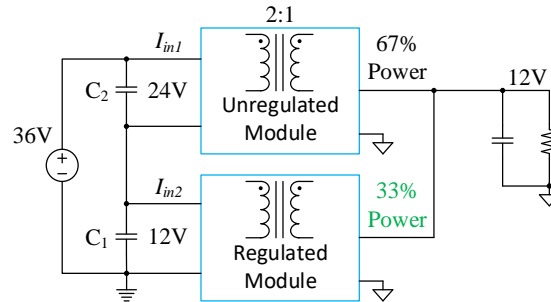 2:1
I_in1
67%
Power
C₂
24V
Unregulated
Module
12V
36V
+
−
I_in2
33%
Power
C₁
12V
Regulated
Module